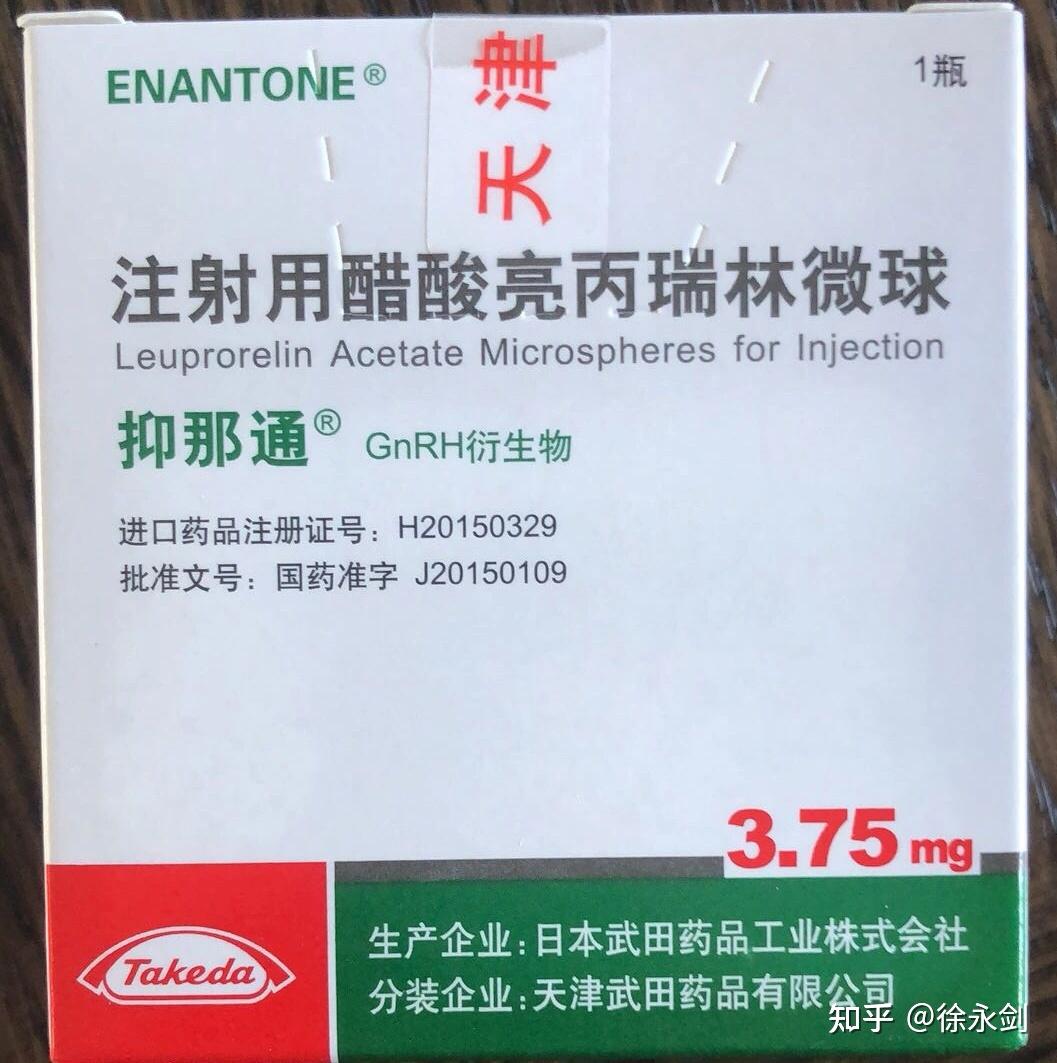 ENANTONE®
天津
1瓶
注射用醋酸亮丙瑞林微球
Leuprorelin Acetate Microspheres for Injection
抑那通® GnRH衍生物
进口药品注册证号：H20150329
批准文号：国药准字 J20150109
3.75 mg
Takeda
生产企业：日本武田药品工业株式会社
分装企业：天津武田药品有限公司
知乎 @徐永剑